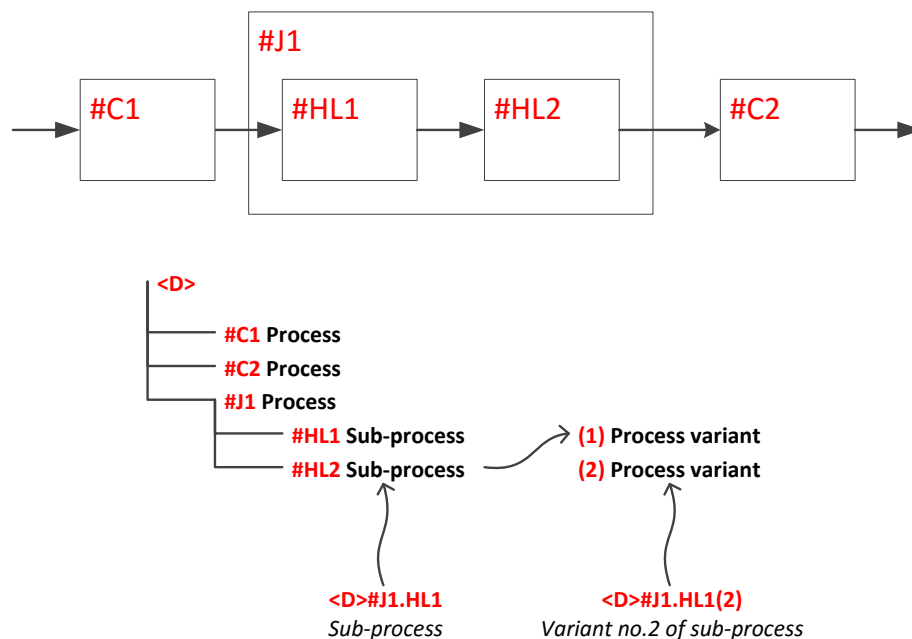 #J1
#C1 #HL1 #HL2 #C2
<D>
#C1 Process
#C2 Process
#J1 Process
#HL1 Sub-process (1) Process variant
#HL2 Sub-process (2) Process variant
<D>#J1.HL1 <D>#J1.HL1(2)
Sub-process Variant no.2 of sub-process